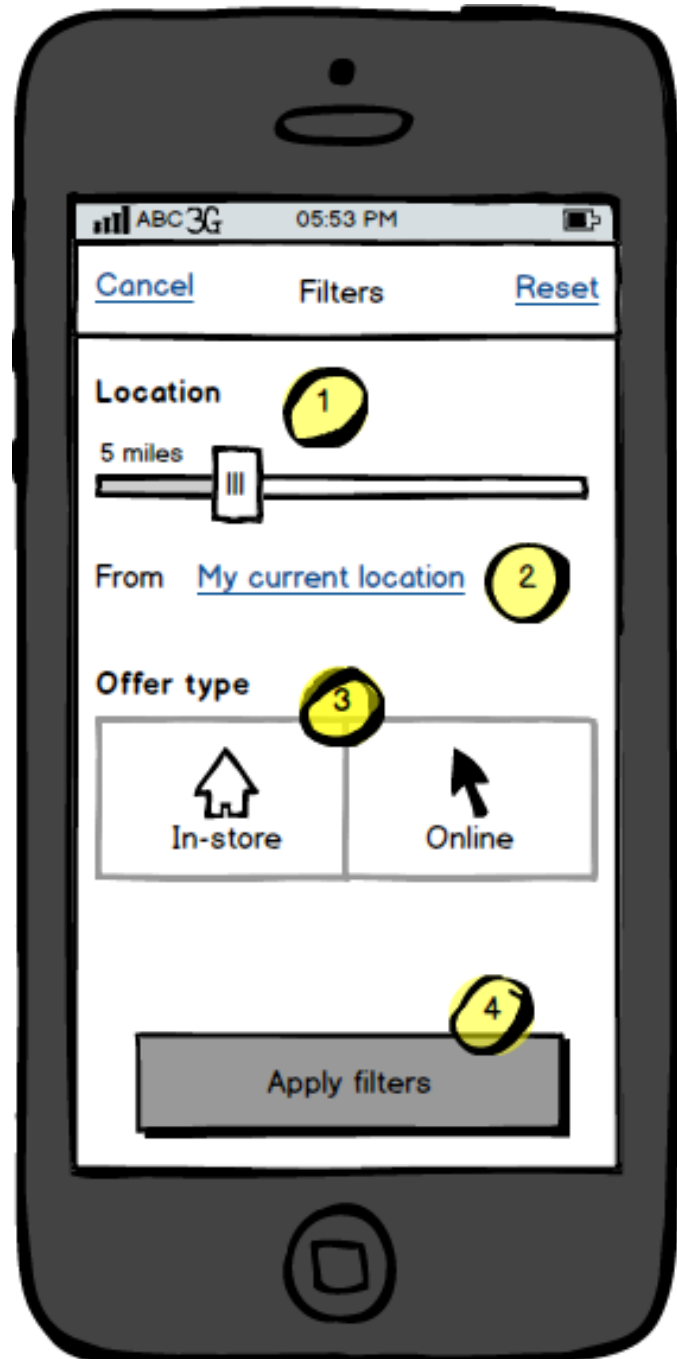 ABC 3G 05:53 PM
Cancel Filters Reset
Location 1
5 miles
From My current location 2
Offer type 3
In-store Online
4
Apply filters